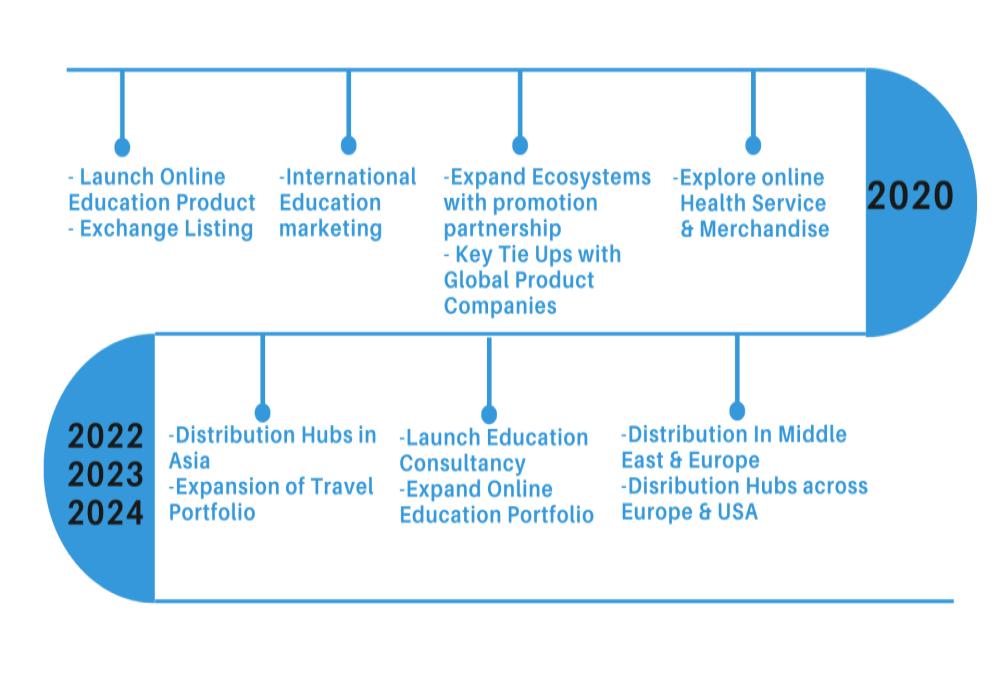 - Launch Online
Education Product
- Exchange Listing
-International
Education
marketing
-Expand Ecosystems
with promotion
partnership
- Key Tie Ups with
Global Product
Companies
-Explore online
Health Service
& Merchandise
2020
2022
2023
2024
-Distribution Hubs in
Asia
-Expansion of Travel
Portfolio
-Launch Education
Consultancy
-Expand Online
Education Portfolio
-Distribution In Middle
East & Europe
-Disribution Hubs across
Europe & USA